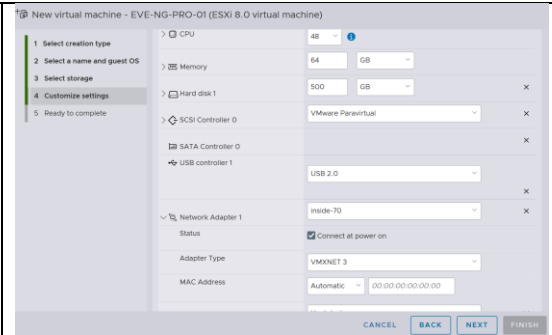 New virtual machine - EVE-NG-PRO-01 (ESXi 8.0 virtual machine)
1 Select creation type
2 Select a name and guest OS
3 Select storage
4 Customize settings
5 Ready to complete
CPU 48
Memory 64 GB
Hard disk 1 500 GB
SCSI Controller 0 VMware Paravirtual
SATA Controller 0
USB controller 1
USB 2.0
Network Adapter 1 inside-70
Status Connect at power on
Adapter Type VMXNET 3
MAC Address Automatic 00:00:00:00:00:00
CANCEL BACK NEXT FINISH